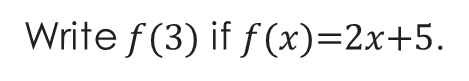 Write f(3) if f(x)=2x+5.